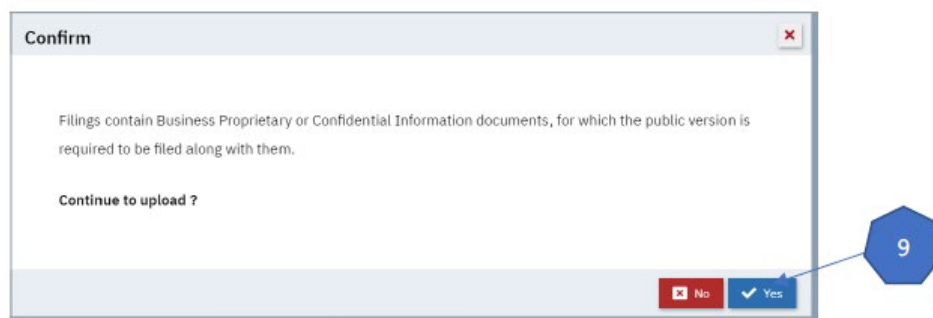 Confirm
Filings contain Business Proprietary or Confidential Information documents, for which the public version is
required to be filed along with them.
Continue to upload ?
No
Yes
9